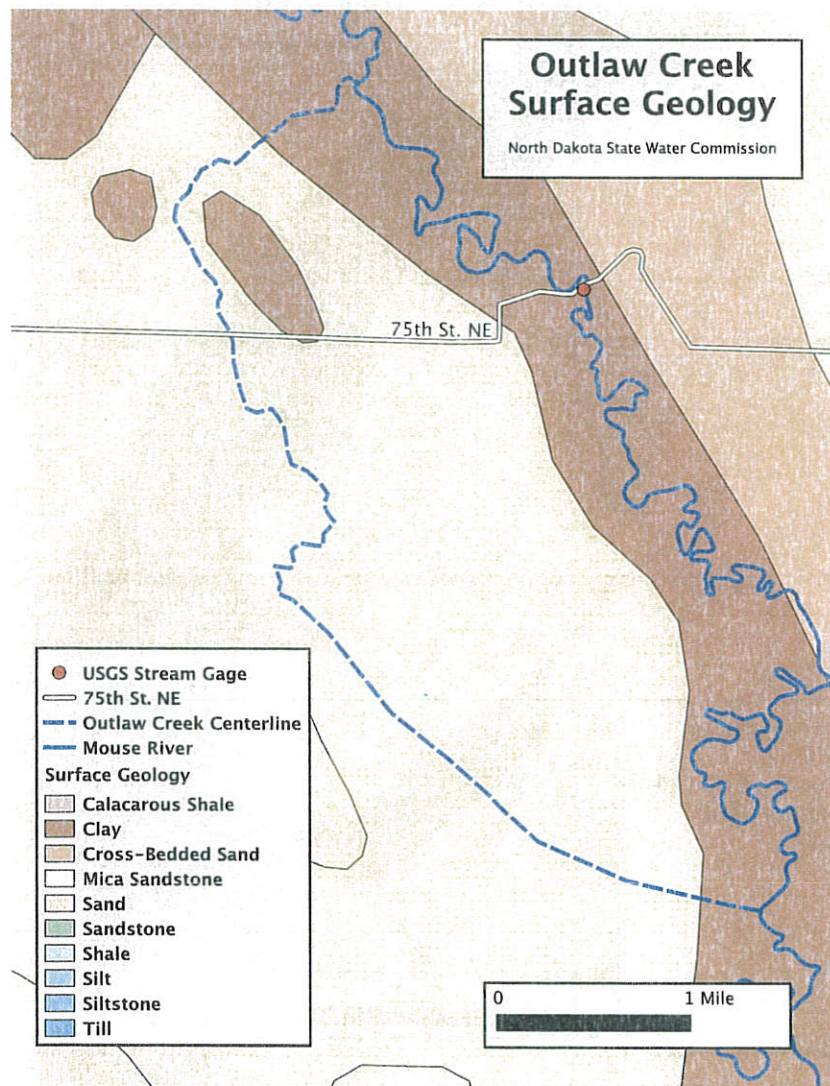 Outlaw Creek
Surface Geology
North Dakota State Water Commission
75th St. NE
USGS Stream Gage
75th St. NE
Outlaw Creek Centerline
Mouse River
Surface Geology
Calacarous Shale
Clay
Cross-Bedded Sand
Mica Sandstone
Sand
Sandstone
Shale
Silt
Siltstone
Till
0 1 Mile